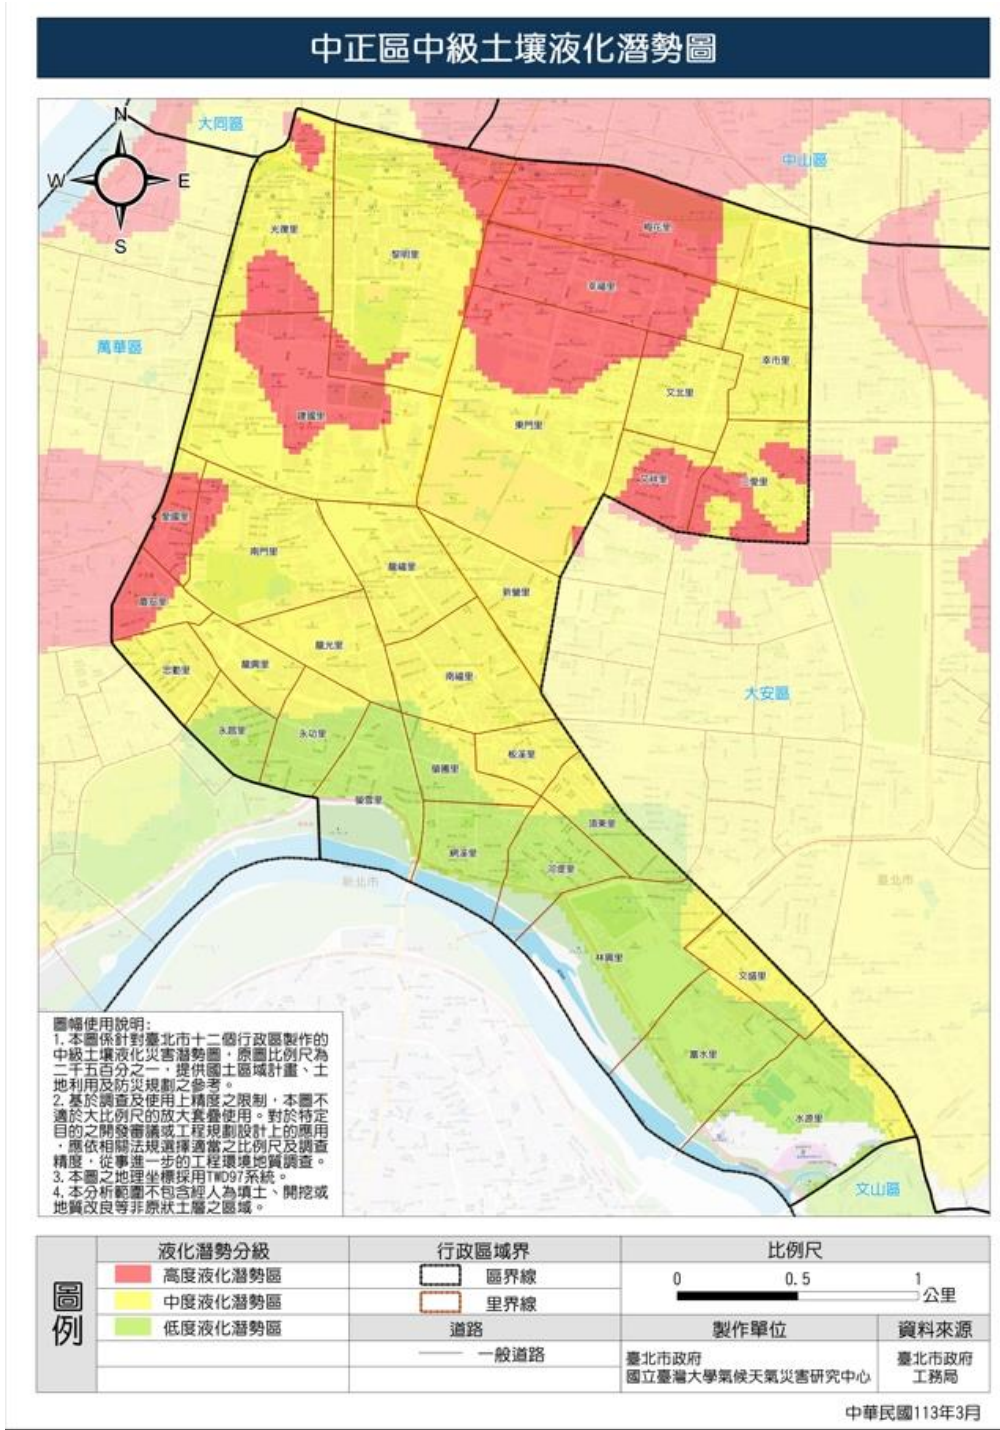 中正區中級土壤液化潛勢圖
N
W
E
S
大同區
中山區
光復里
黎明里
梅花里
幸福里
萬華區
幸市里
文北里
建國里
東門里
文祥里
三愛里
愛國里
南門里
龍福里
廈安里
新營里
龍光里
忠勤里
龍興里
南福里
大安區
永昌里
永功里
板溪里
螢圃里
螢雪里
頂東里
網溪里
河堤里
新北市
臺北市
林興里
文盛里
富水里
水源里
文山區
圖幅使用說明:
1. 本圖係針對臺北市十二個行政區製作的
中級土壤液化災害潛勢圖，原圖比例尺為
二千五百分之一，提供國土區域計畫、土
地利用及防災規劃之參考。
2. 基於調查及使用上精度之限制，本圖不
適於大比例尺的放大套疊使用。對於特定
目的之開發審議或工程規劃設計上的應用
，應依相關法規選擇適當之比例尺及調查
精度，從事進一步的工程環境地質調查。
3. 本圖之地理坐標採用TWD97系統。
4. 本分析範圍不包含經人為填土、開挖或
地質改良等非原狀土層之區域。
圖例
液化潛勢分級
高度液化潛勢區
中度液化潛勢區
低度液化潛勢區
行政區域界
區界線
里界線
道路
一般道路
比例尺
0 0.5 1
公里
製作單位
臺北市政府
國立臺灣大學氣候天氣災害研究中心
資料來源
臺北市政府
工務局
中華民國113年3月